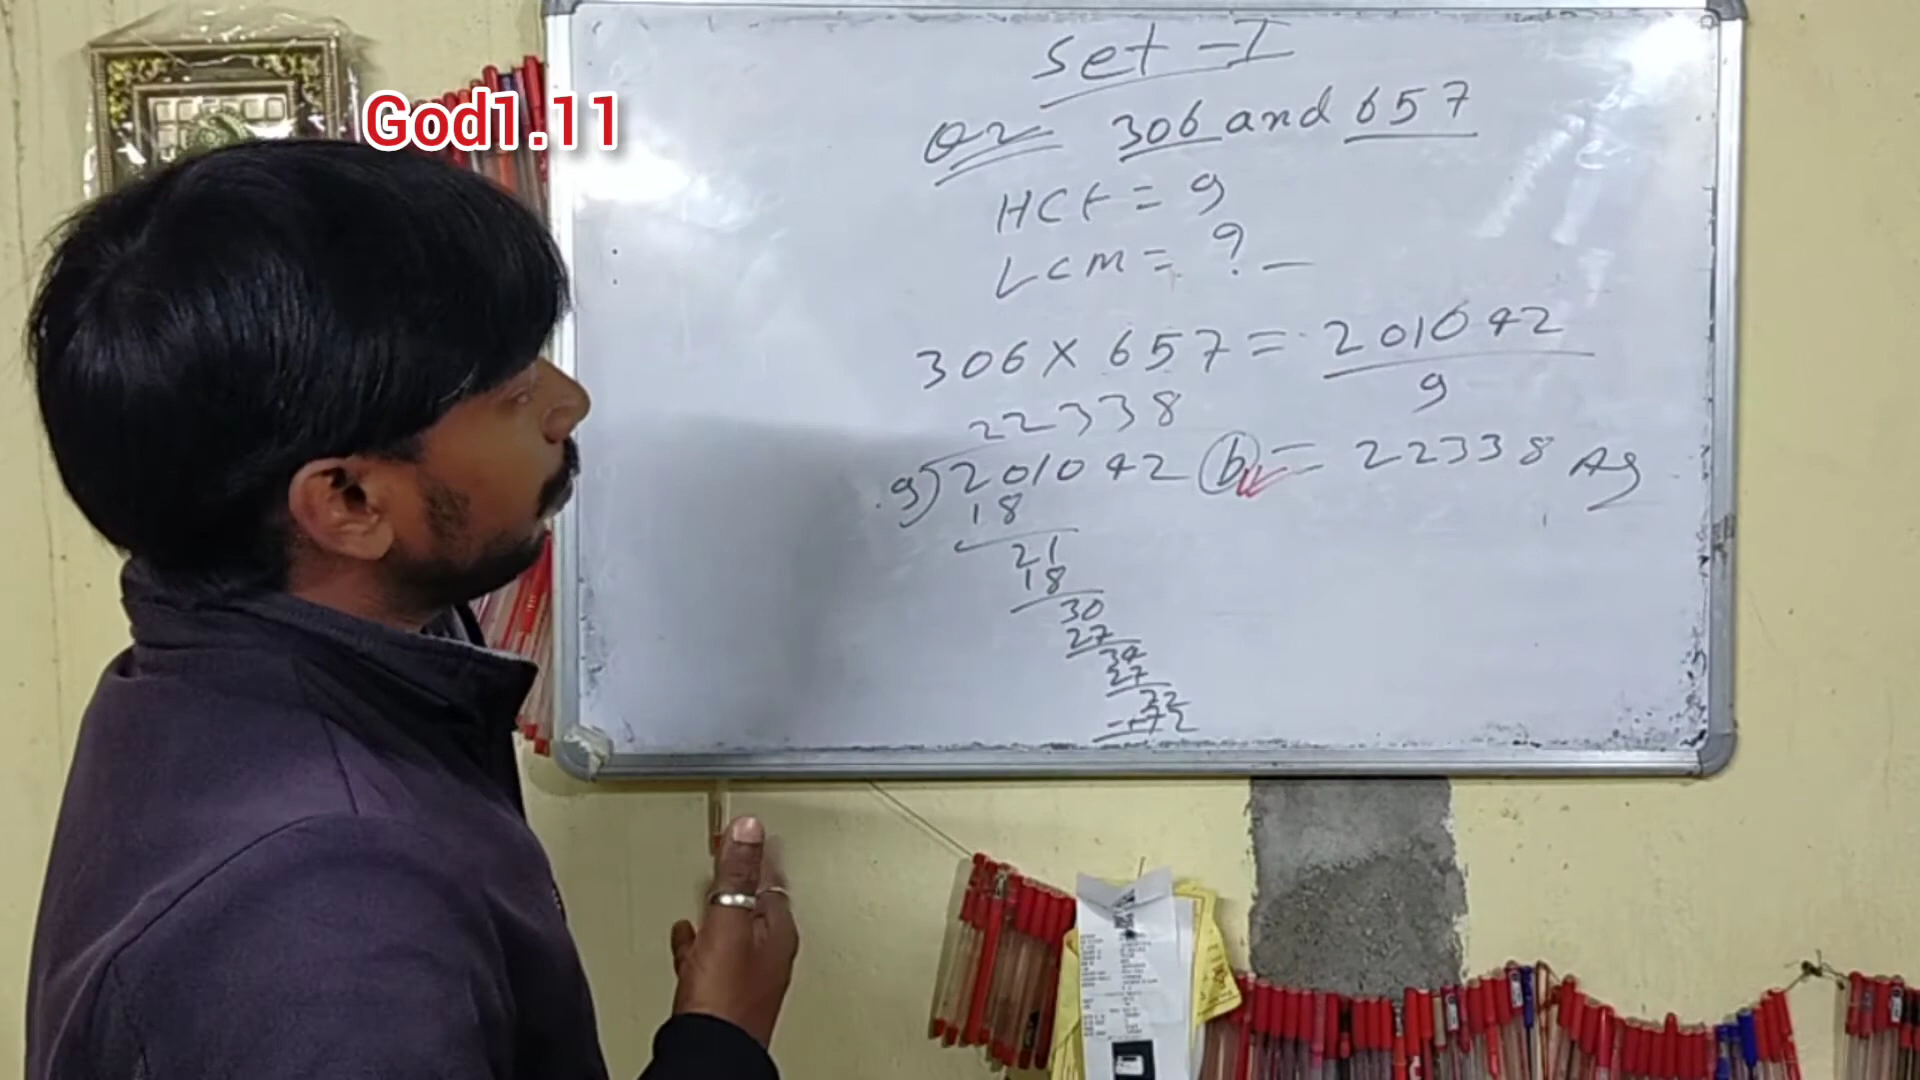 God1.11
Set - I
Q2 306 and 657
HCF = 9
LCM = ? -
306 × 657 = 201042
9
22338
9)201042 (b) = 22338 As
18
21
18
30
27
34
27
72
-72